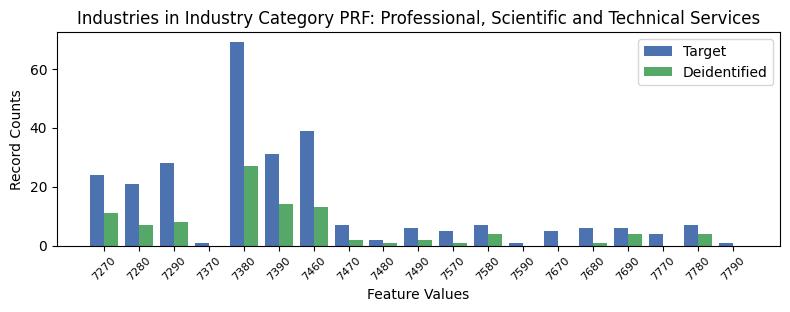 Industries in Industry Category PRF: Professional, Scientific and Technical Services
Target
Deidentified
Record Counts
60
40
20
0
7270 7280 7290 7370 7380 7390 7460 7470 7480 7490 7570 7580 7590 7670 7680 7690 7770 7780 7790
Feature Values